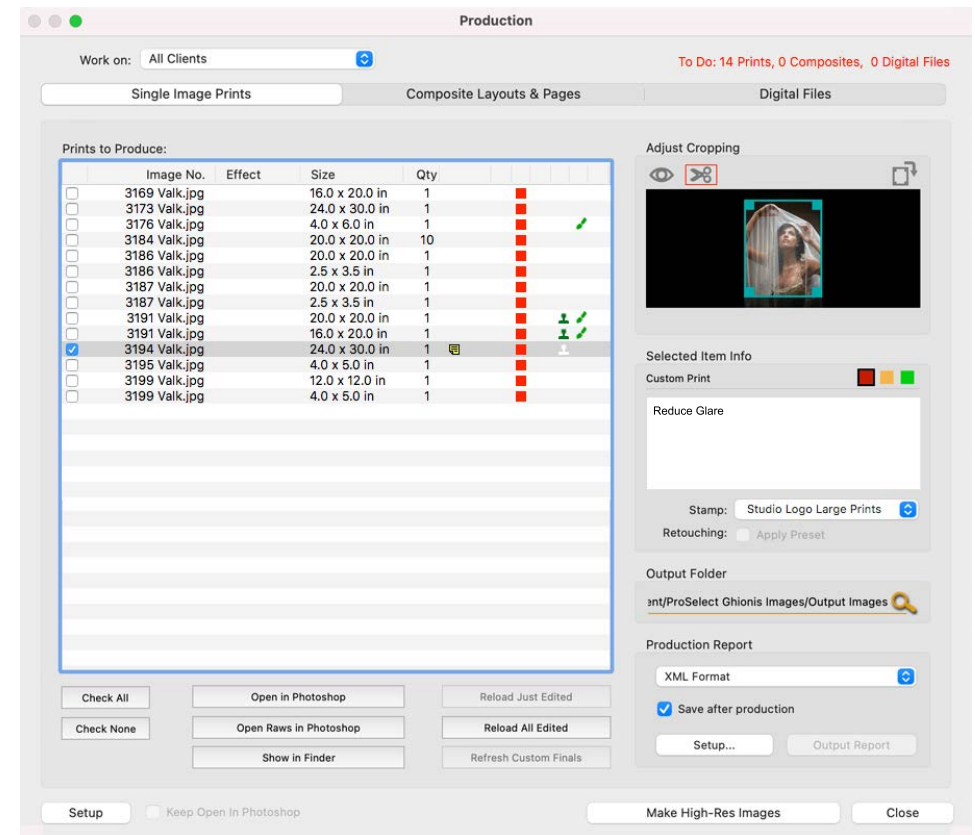 Production
Work on: All Clients
To Do: 14 Prints, 0 Composites, 0 Digital Files
Single Image Prints Composite Layouts & Pages Digital Files
Prints to Produce:
Image No. Effect Size Qty
3169 Valk.jpg 16.0 x 20.0 in 1
3173 Valk.jpg 24.0 x 30.0 in 1
3176 Valk.jpg 4.0 x 6.0 in 1
3184 Valk.jpg 20.0 x 20.0 in 10
3186 Valk.jpg 20.0 x 20.0 in 1
3186 Valk.jpg 2.5 x 3.5 in 1
3187 Valk.jpg 20.0 x 20.0 in 1
3187 Valk.jpg 2.5 x 3.5 in 1
3191 Valk.jpg 20.0 x 20.0 in 1
3191 Valk.jpg 16.0 x 20.0 in 1
3194 Valk.jpg 24.0 x 30.0 in 1
3195 Valk.jpg 4.0 x 5.0 in 1
3199 Valk.jpg 12.0 x 12.0 in 1
3199 Valk.jpg 4.0 x 5.0 in 1
Check All Open in Photoshop Reload Just Edited
Check None Open Raws in Photoshop Reload All Edited
Show in Finder Refresh Custom Finals
Adjust Cropping
Selected Item Info
Custom Print
Reduce Glare
Stamp: Studio Logo Large Prints
Retouching: Apply Preset
Output Folder
ent/ProSelect Ghionis Images/Output Images
Production Report
XML Format
Save after production
Setup... Output Report
Setup Keep Open In Photoshop Make High-Res Images Close